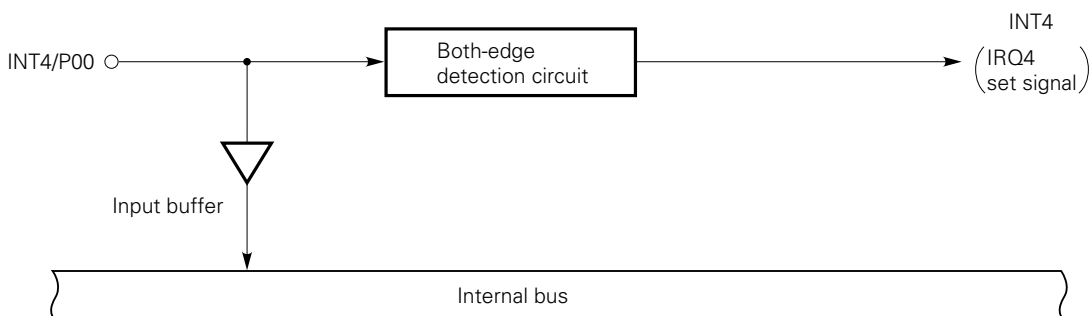 INT4
INT4/P00
Both-edge
detection circuit
IRQ4
set signal
Input buffer
Internal bus